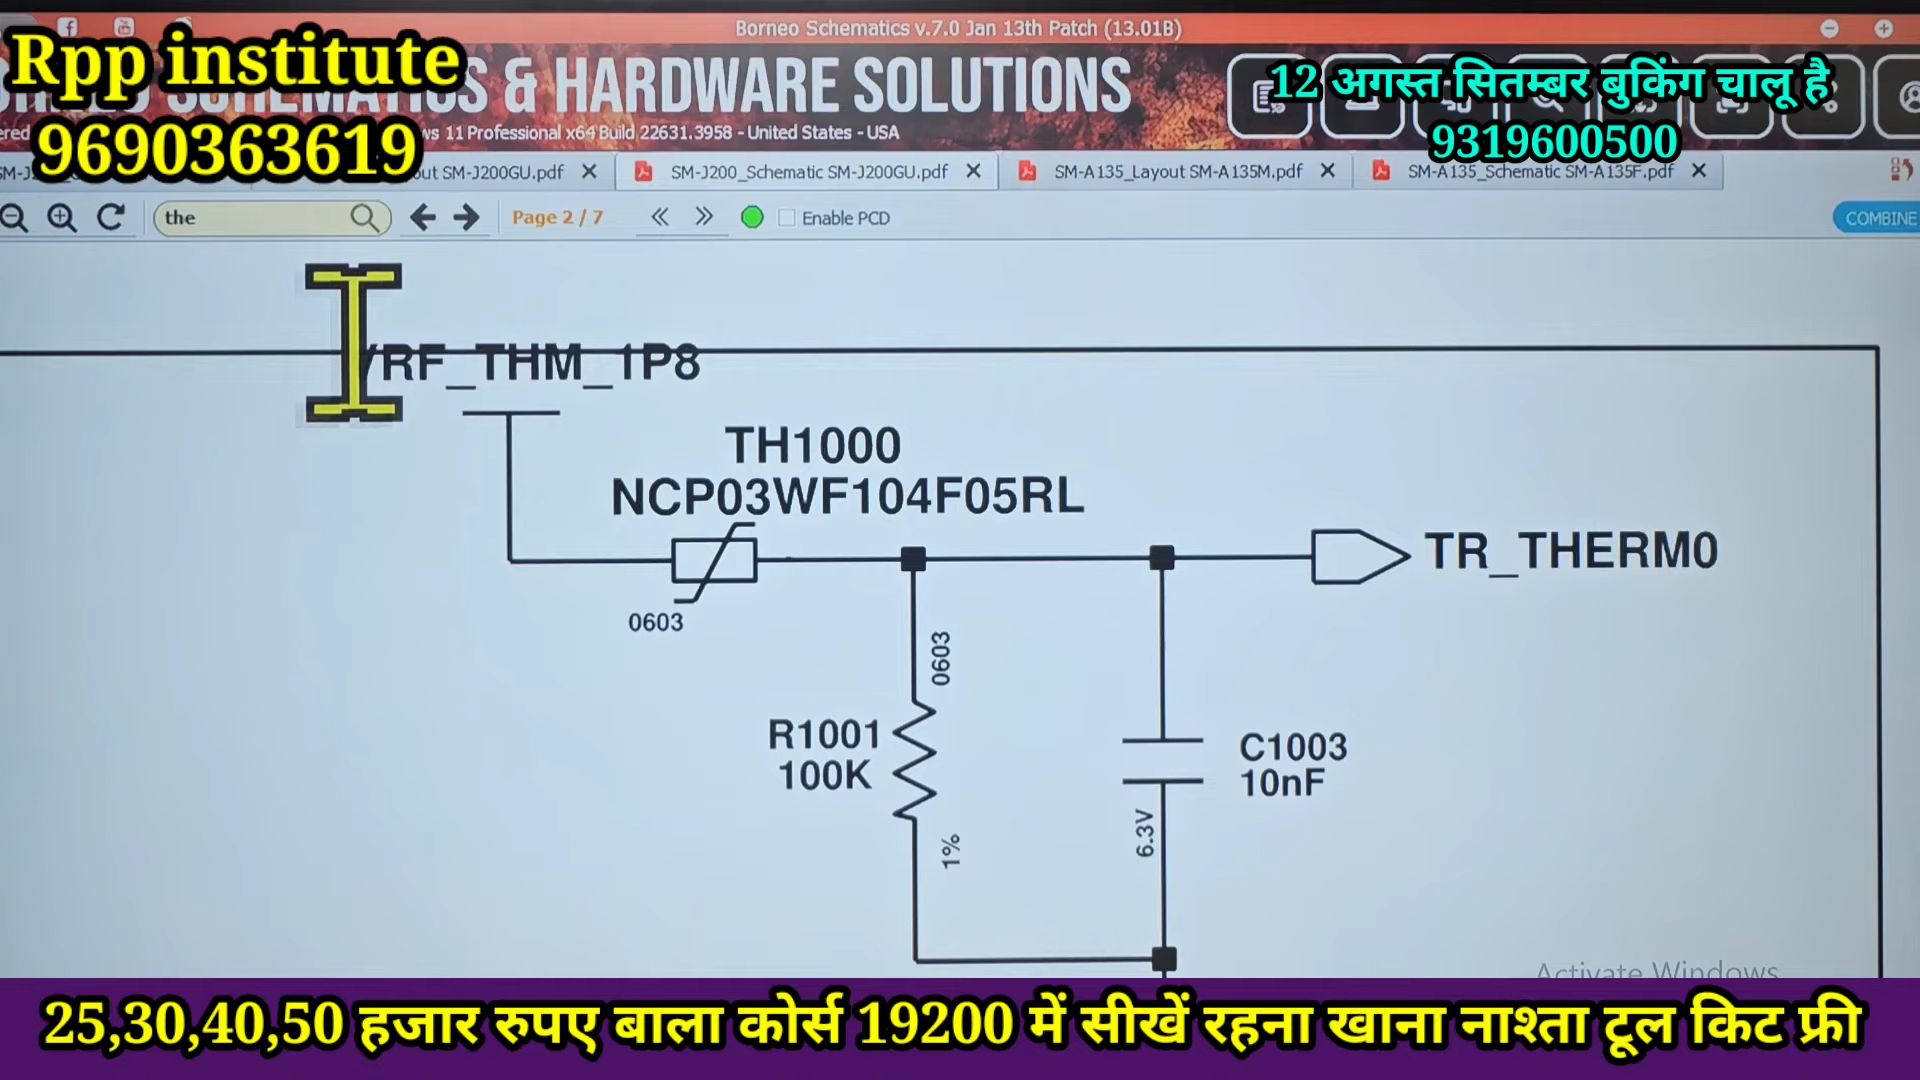 Borneo Schematics v.7.0 Jan 13th Patch (13.01B)
Rpp institute
& HARDWARE SOLUTIONS
12 अगस्त सितम्बर बुकिंग चालू है
9690363619
11 Professional x64 Build 22631.3958 - United States - USA
9319600500
SM-J200GU.pdf
SM-J200_Schematic SM-J200GU.pdf
SM-A135_Layout SM-A135M.pdf
SM-A135_Schematic SM-A135F.pdf
the
Page 2 / 7
Enable PCD
COMBINE
VRF_THM_1P8
TH1000
NCP03WF104F05RL
TR_THERM0
0603
0603
R1001
100K
1%
C1003
10nF
6.3V
Activate Windows
25,30,40,50 हजार रुपए बाला कोर्स 19200 में सीखें रहना खाना नाश्ता टूल किट फ्री